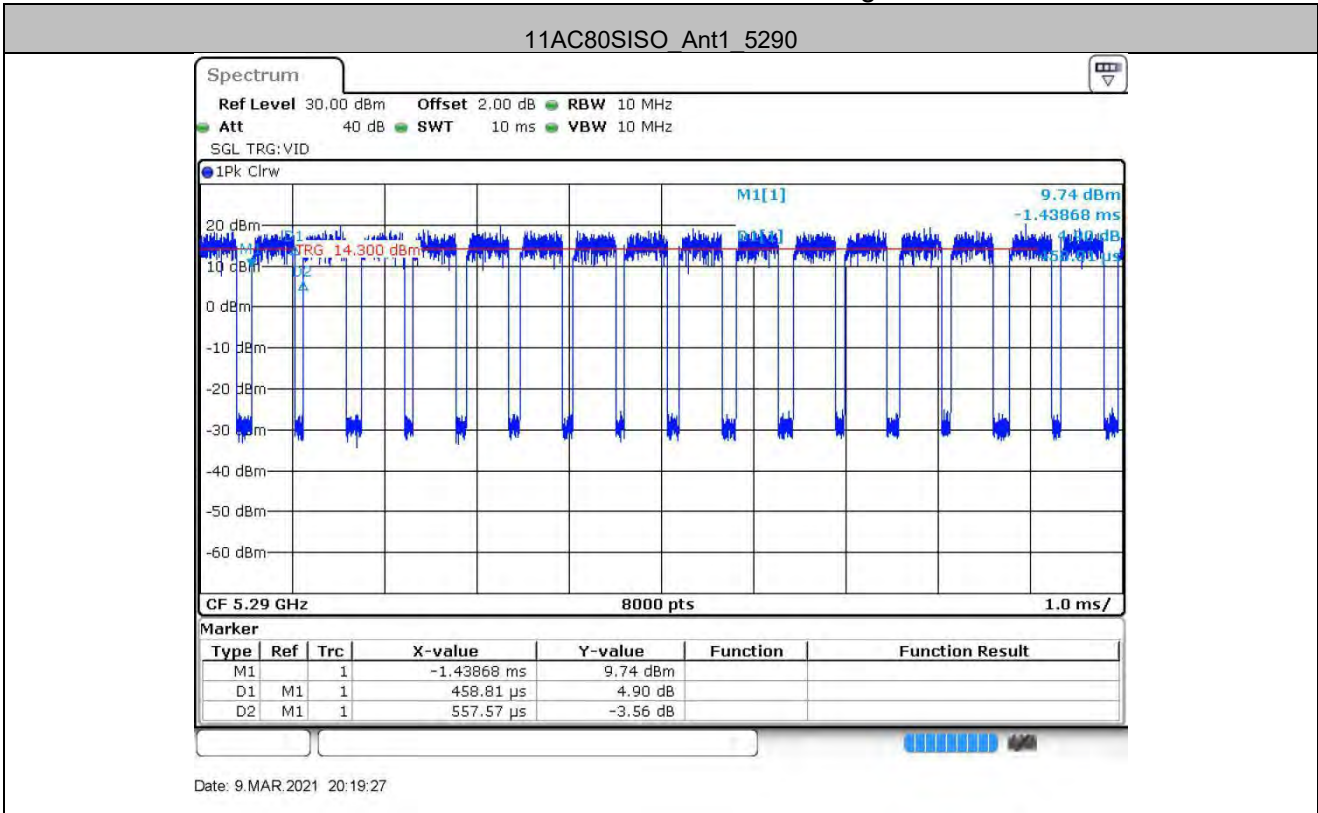 11AC80SISO_Ant1_5290
Spectrum
Ref Level 30.00 dBm Offset 2.00 dB RBW 10 MHz
Att 40 dB SWT 10 ms VBW 10 MHz
SGL TRG:VID
1Pk Clrw
M1[1] 9.74 dBm
-1.43868 ms
20 dBm
D1
TRG 14.300 dBm
10 dBm
D2
0 dBm
-10 dBm
-20 dBm
-30 dBm
-40 dBm
-50 dBm
-60 dBm
CF 5.29 GHz 8000 pts 1.0 ms/
Marker
Type Ref Trc X-value Y-value Function Function Result
M1 1 -1.43868 ms 9.74 dBm
D1 M1 1 458.81 µs 4.90 dB
D2 M1 1 557.57 µs -3.56 dB
Date: 9.MAR.2021 20:19:27